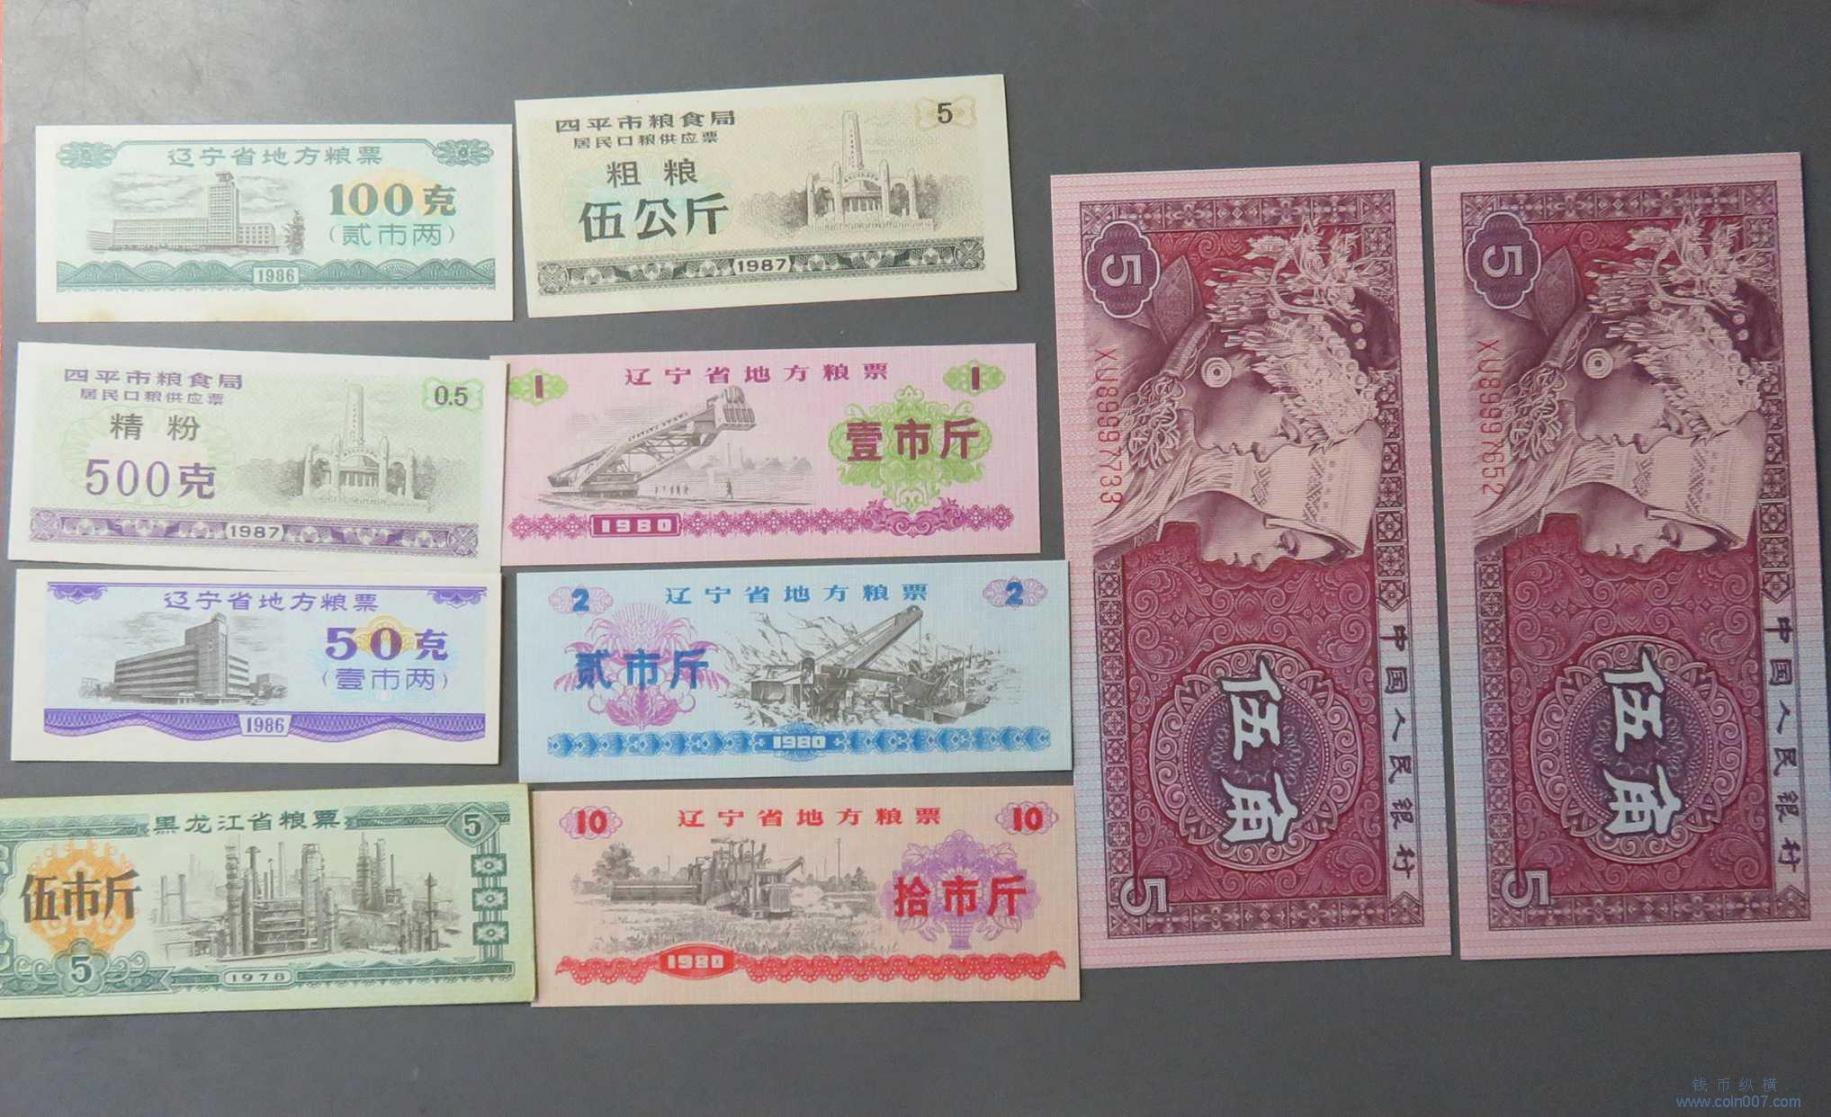 辽宁省地方粮票
100克
(贰市两)
1986
四平市粮食局
居民口粮供应票
粗粮
伍公斤
5
1987
四平市粮食局
居民口粮供应票
精粉
500克
0.5
1987
1
辽宁省地方粮票
1
壹市斤
1980
辽宁省地方粮票
50克
(壹市两)
1986
2
辽宁省地方粮票
2
贰市斤
1980
黑龙江省粮票
5
伍市斤
5
1978
10
辽宁省地方粮票
10
拾市斤
1980
5
XU89997733
中国人民银行
伍角
5
5
XU89997652
中国人民银行
伍角
5
钱币纵横
www.coin007.com